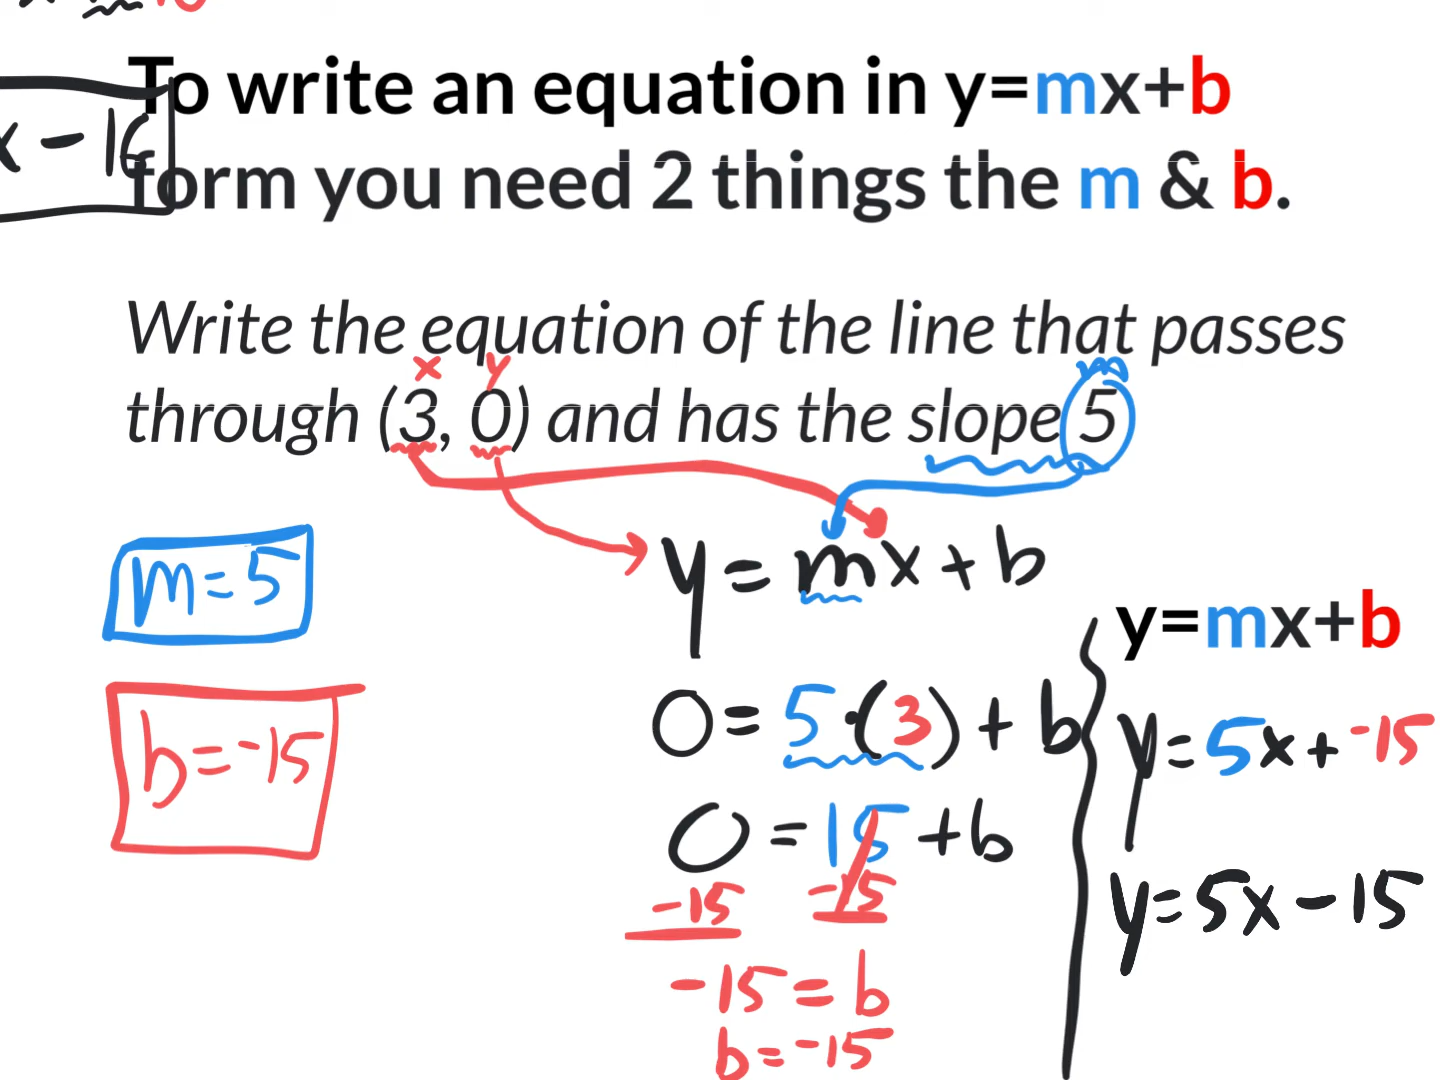 To write an equation in y=mx+b
x - 16
form you need 2 things the m & b.
Write the equation of the line that passes
x y m
through (3, 0) and has the slope 5
y = mx + b
m = 5
y=mx+b
0 = 5 · (3) + b
y = 5x + -15
b = -15
0 = 15 + b
-15 -15
y = 5x - 15
-15 = b
b = -15